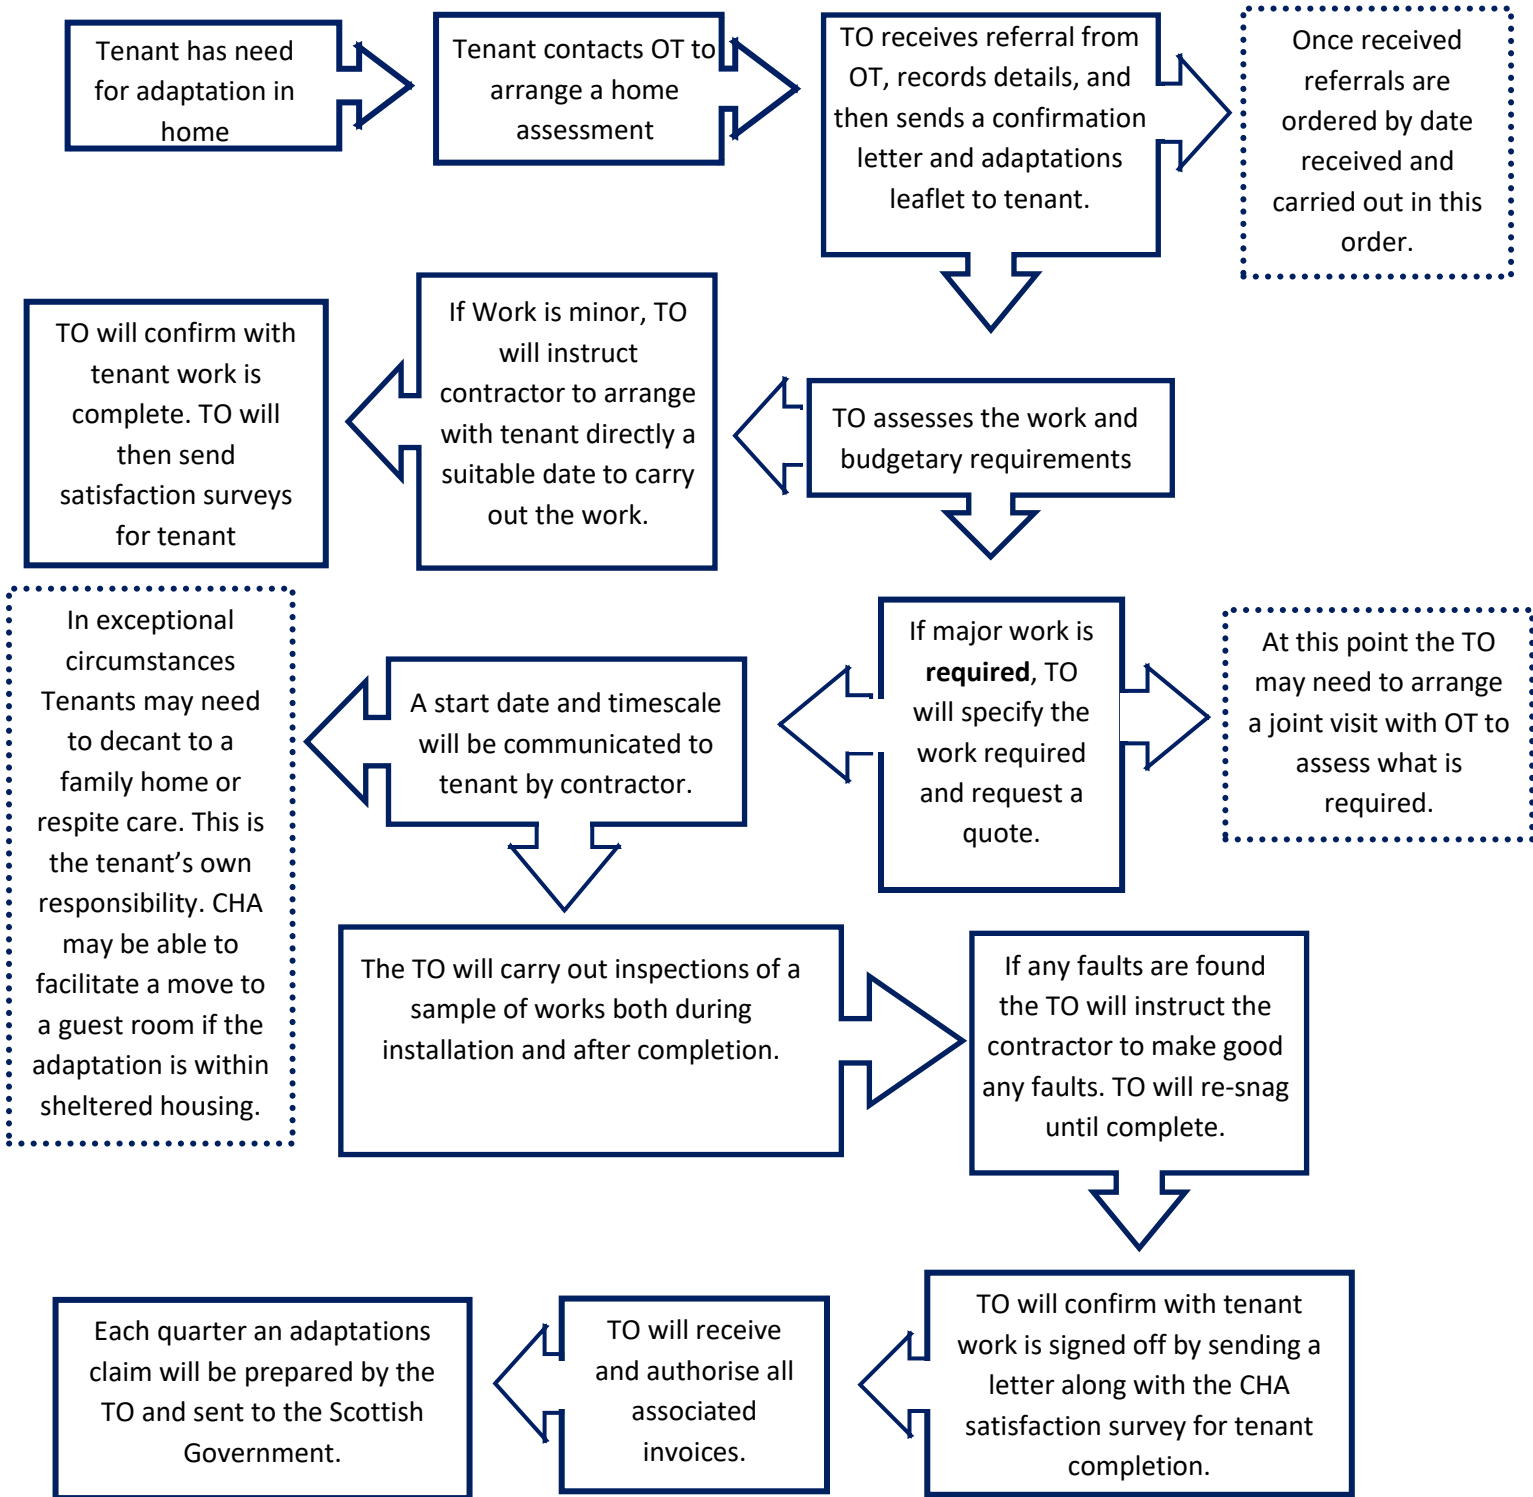 Tenant has need
for adaptation in
home
Tenant contacts OT to
arrange a home
assessment
TO receives referral from
OT, records details, and
then sends a confirmation
letter and adaptations
leaflet to tenant.
Once received
referrals are
ordered by date
received and
carried out in this
order.
TO assesses the work and
budgetary requirements
If Work is minor, TO
will instruct
contractor to arrange
with tenant directly a
suitable date to carry
out the work.
TO will confirm with
tenant work is
complete. TO will
then send
satisfaction surveys
for tenant
If major work is
required, TO
will specify the
work required
and request a
quote.
At this point the TO
may need to arrange
a joint visit with OT to
assess what is
required.
A start date and timescale
will be communicated to
tenant by contractor.
In exceptional
circumstances
Tenants may need
to decant to a
family home or
respite care. This is
the tenant’s own
responsibility. CHA
may be able to
facilitate a move to
a guest room if the
adaptation is within
sheltered housing.
The TO will carry out inspections of a
sample of works both during
installation and after completion.
If any faults are found
the TO will instruct the
contractor to make good
any faults. TO will re-snag
until complete.
TO will confirm with tenant
work is signed off by sending a
letter along with the CHA
satisfaction survey for tenant
completion.
TO will receive
and authorise all
associated
invoices.
Each quarter an adaptations
claim will be prepared by the
TO and sent to the Scottish
Government.